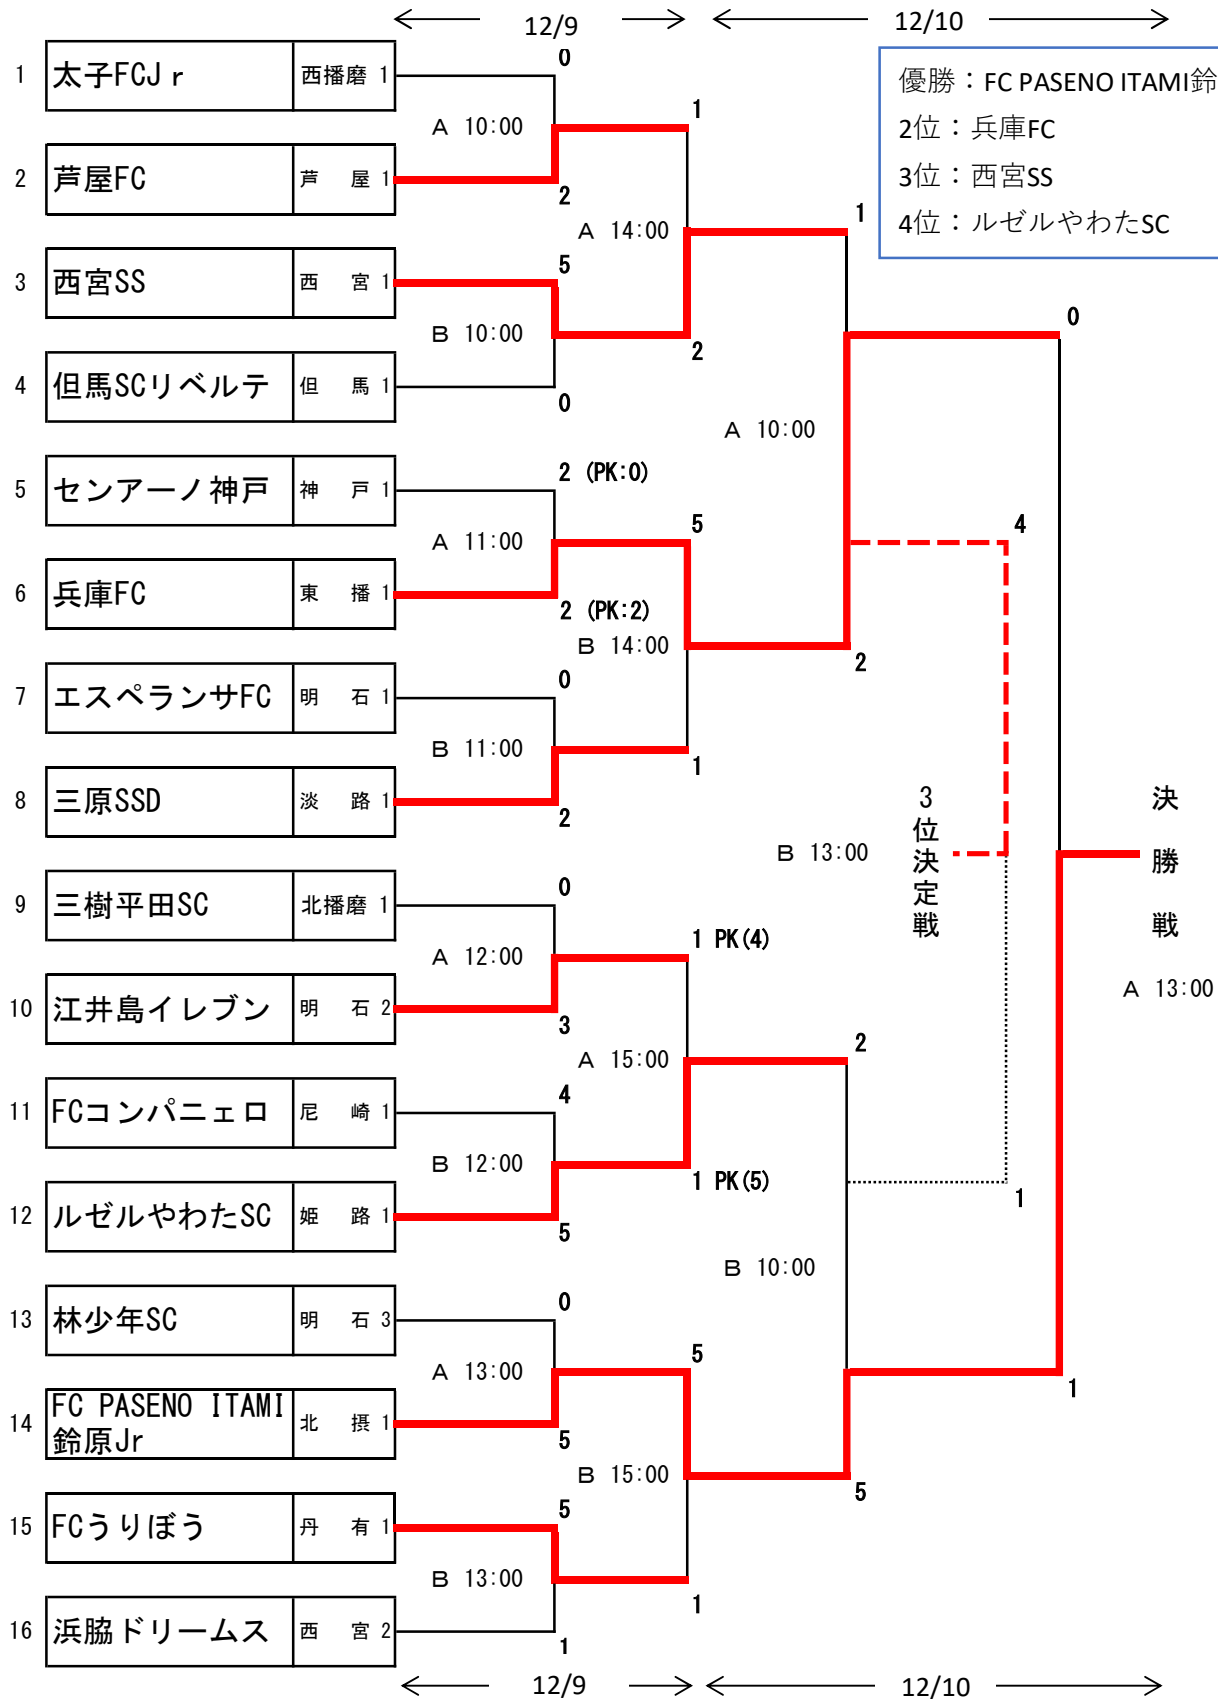 12/9 12/10
優勝：FC PASENO ITAMI鈴
2位：兵庫FC
3位：西宮SS
4位：ルゼルやわたSC
1 太子FCJｒ 西播磨 1 0
A 10:00 1
2 芦屋FC 芦 屋 1 2
A 14:00 1
3 西宮SS 西 宮 1 5
B 10:00 2 0
4 但馬SCリベルテ 但 馬 1 0
A 10:00
5 センアーノ神戸 神 戸 1 2 (PK:0)
A 11:00 5 4
6 兵庫FC 東 播 1 2 (PK:2)
B 14:00 2
7 エスペランサFC 明 石 1 0
B 11:00 1
8 三原SSD 淡 路 1 2
3位決定戦 決勝戦
B 13:00
9 三樹平田SC 北播磨 1 0
A 12:00 1 PK(4)
A 13:00
10 江井島イレブン 明 石 2 3
A 15:00 2
11 FCコンパニェロ 尼 崎 1 4
B 12:00 1 PK(5) 1
12 ルゼルやわたSC 姫 路 1 5
B 10:00
13 林少年SC 明 石 3 0
A 13:00 5 1
14 FC PASENO ITAMI
鈴原Jr 北 摂 1 5
B 15:00 5
15 FCうりぼう 丹 有 1 5
B 13:00 1
16 浜脇ドリームス 西 宮 2 1
12/9 12/10